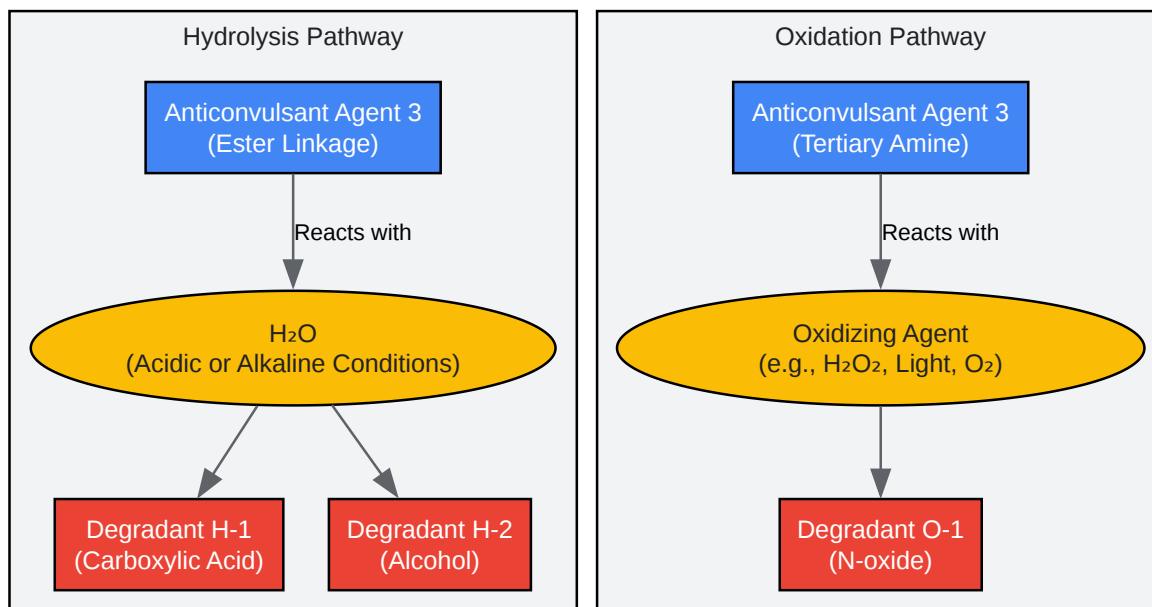 Hydrolysis Pathway
Anticonvulsant Agent 3
(Ester Linkage)
Reacts with
H₂O
(Acidic or Alkaline Conditions)
Degradant H-1
(Carboxylic Acid)
Degradant H-2
(Alcohol)
Oxidation Pathway
Anticonvulsant Agent 3
(Tertiary Amine)
Reacts with
Oxidizing Agent
(e.g., H₂O₂, Light, O₂)
Degradant O-1
(N-oxide)